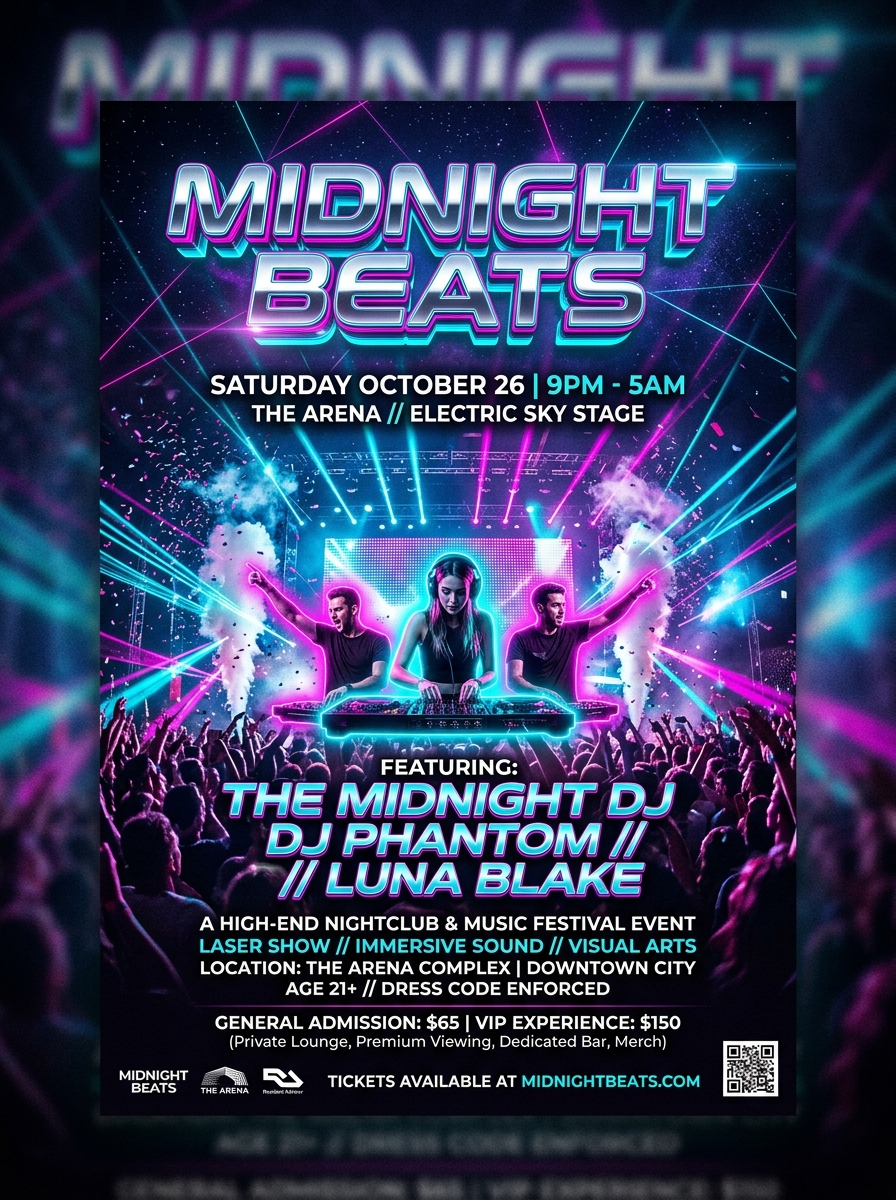 MIDNIGHT
BEATS
SATURDAY OCTOBER 26 | 9PM - 5AM
THE ARENA // ELECTRIC SKY STAGE
FEATURING:
THE MIDNIGHT DJ
DJ PHANTOM //
// LUNA BLAKE
A HIGH-END NIGHTCLUB & MUSIC FESTIVAL EVENT
LASER SHOW // IMMERSIVE SOUND // VISUAL ARTS
LOCATION: THE ARENA COMPLEX | DOWNTOWN CITY
AGE 21+ // DRESS CODE ENFORCED
GENERAL ADMISSION: $65 | VIP EXPERIENCE: $150
(Private Lounge, Premium Viewing, Dedicated Bar, Merch)
MIDNIGHT
BEATS
THE ARENA
TICKETS AVAILABLE AT MIDNIGHTBEATS.COM